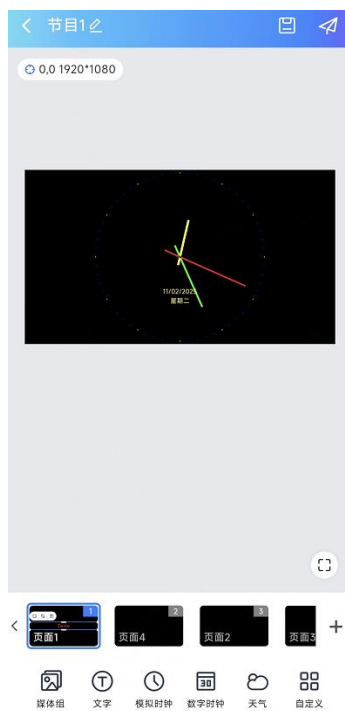 节目1
0,0 1920*1080
11/02/2025
星期二
1
2
3
页面1
页面4
页面2
页面3
媒体组
文字
模拟时钟
30
数字时钟
天气
自定义